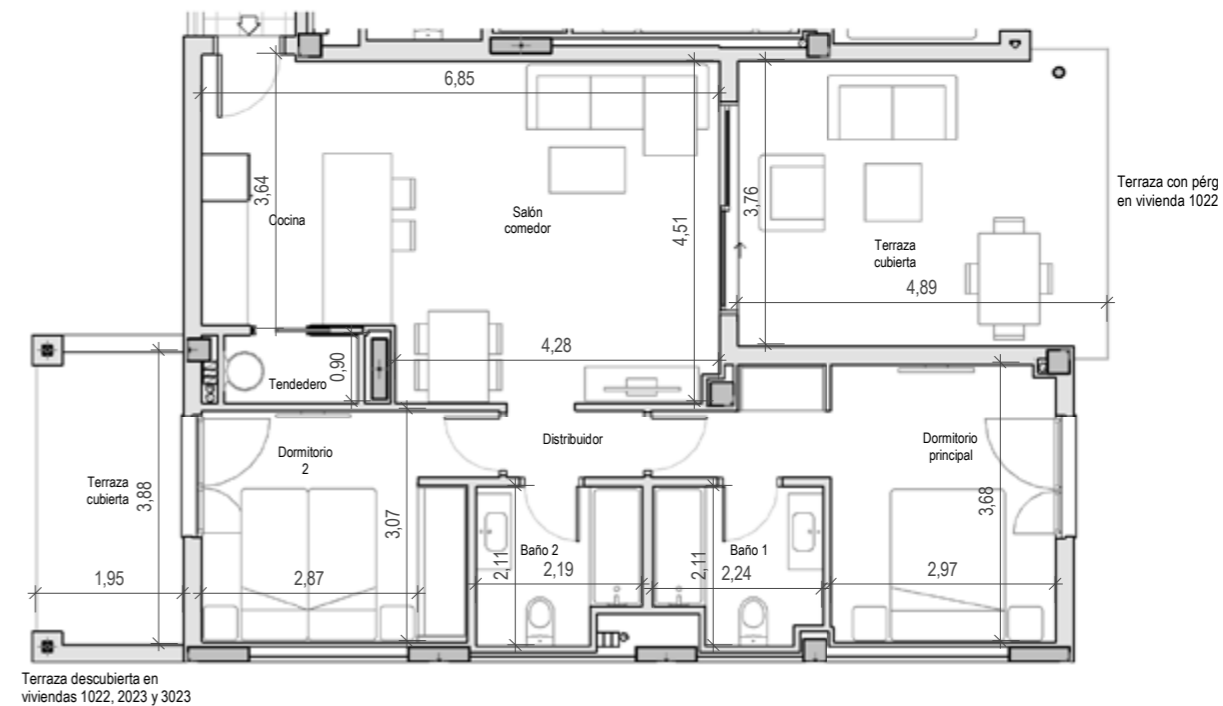 6,85
3,64
Cocina
Salón
comedor
4,51
3,76
Terraza
cubierta
4,89
Terraza con pérg
en vivienda 1022
4,28
0,90
Tendedero
Dormitorio
2
Distribuidor
Dormitorio
principal
Terraza
cubierta
3,88
3,07
3,68
Baño 2
Baño 1
2,11
2,19
2,11
2,24
1,95
2,87
2,97
Terraza descubierta en
viviendas 1022, 2023 y 3023